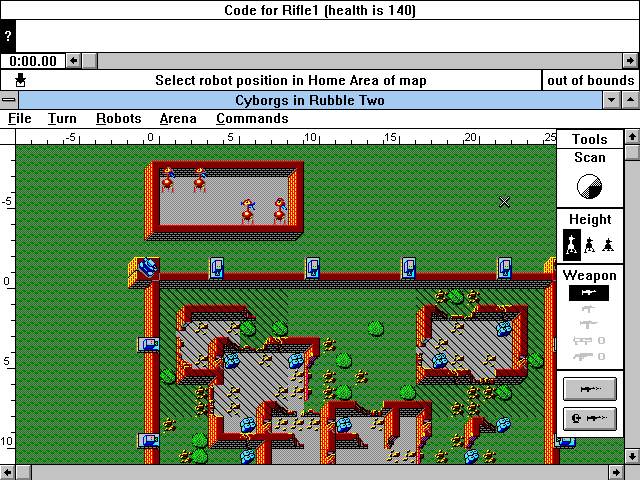 Code for Rifle1 (health is 140)
?
0:00.00
Select robot position in Home Area of map
out of bounds
Cyborgs in Rubble Two
File Turn Robots Arena Commands
-5 0 5 10 15 20 25
Tools
Scan
-5
Height
0
Weapon
0
0
5
10